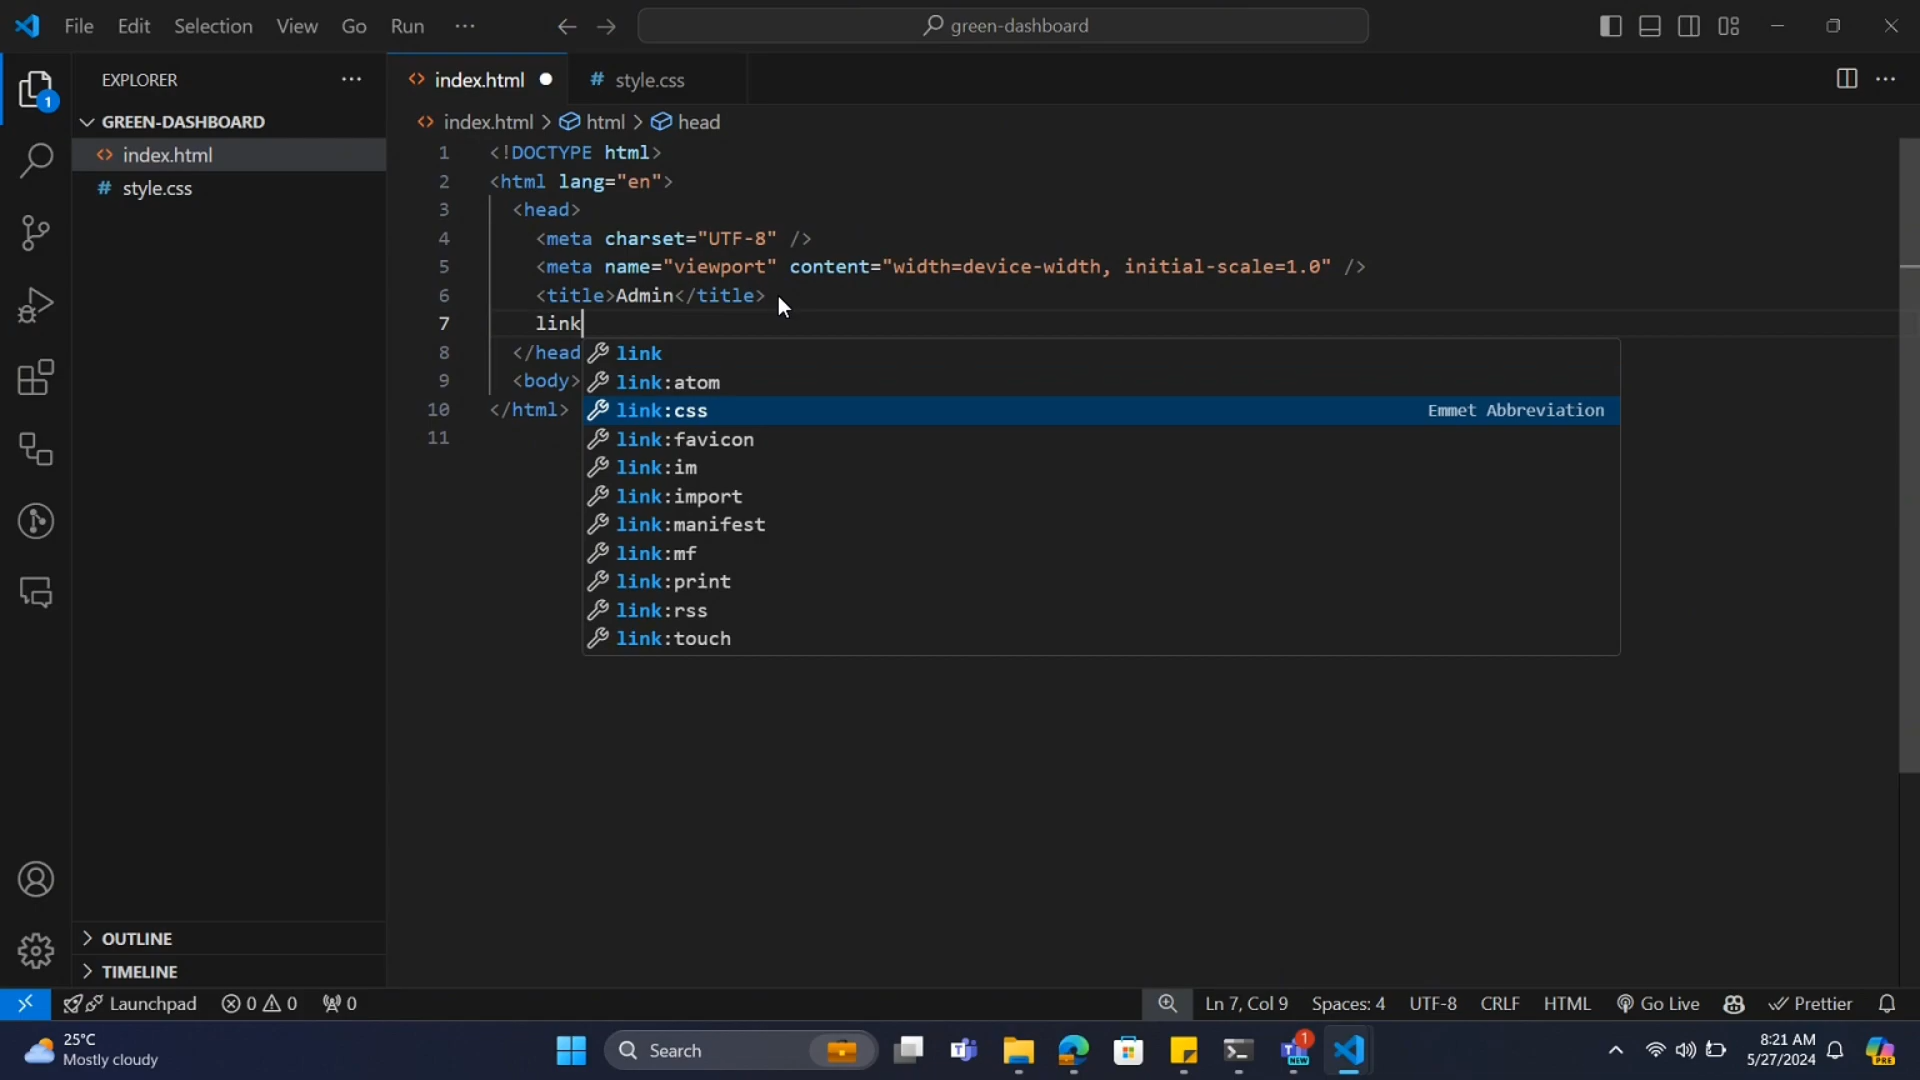 File Edit Selection View Go Run ··· green-dashboard
EXPLORER ···
index.html
# style.css
1
GREEN-DASHBOARD
index.html > html > head
<> index.html
# style.css
1 <!DOCTYPE html>
2 <html lang="en">
3 <head>
4 <meta charset="UTF-8" />
5 <meta name="viewport" content="width=device-width, initial-scale=1.0" />
6 <title>Admin</title>
7 link
8 </head
9 <body>
10 </html>
11
link
link:atom
link:css Emmet Abbreviation
link:favicon
link:im
link:import
link:manifest
link:mf
link:print
link:rss
link:touch
> OUTLINE
> TIMELINE
Launchpad 0 0 0 Ln 7, Col 9 Spaces: 4 UTF-8 CRLF HTML Go Live Prettier
25°C
Mostly cloudy
Search
1
NEW
8:21 AM
5/27/2024
PRE